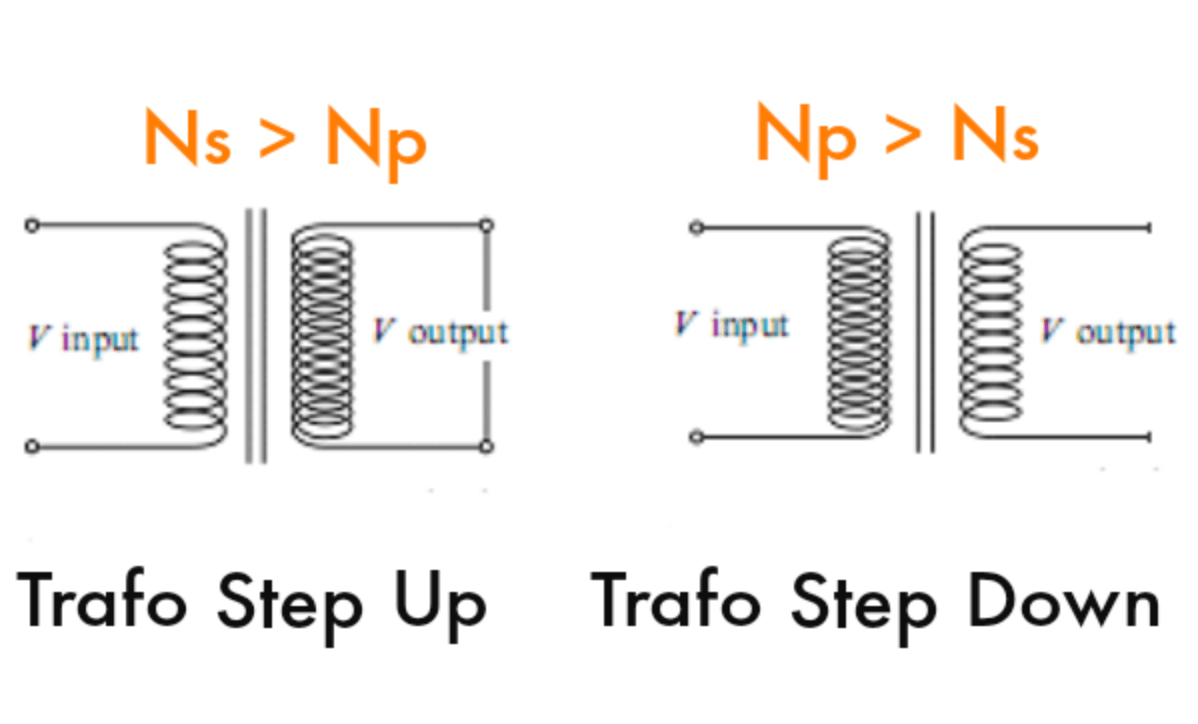 Ns > Np
Np > Ns
V input
V output
V input
V output
Trafo Step Up
Trafo Step Down